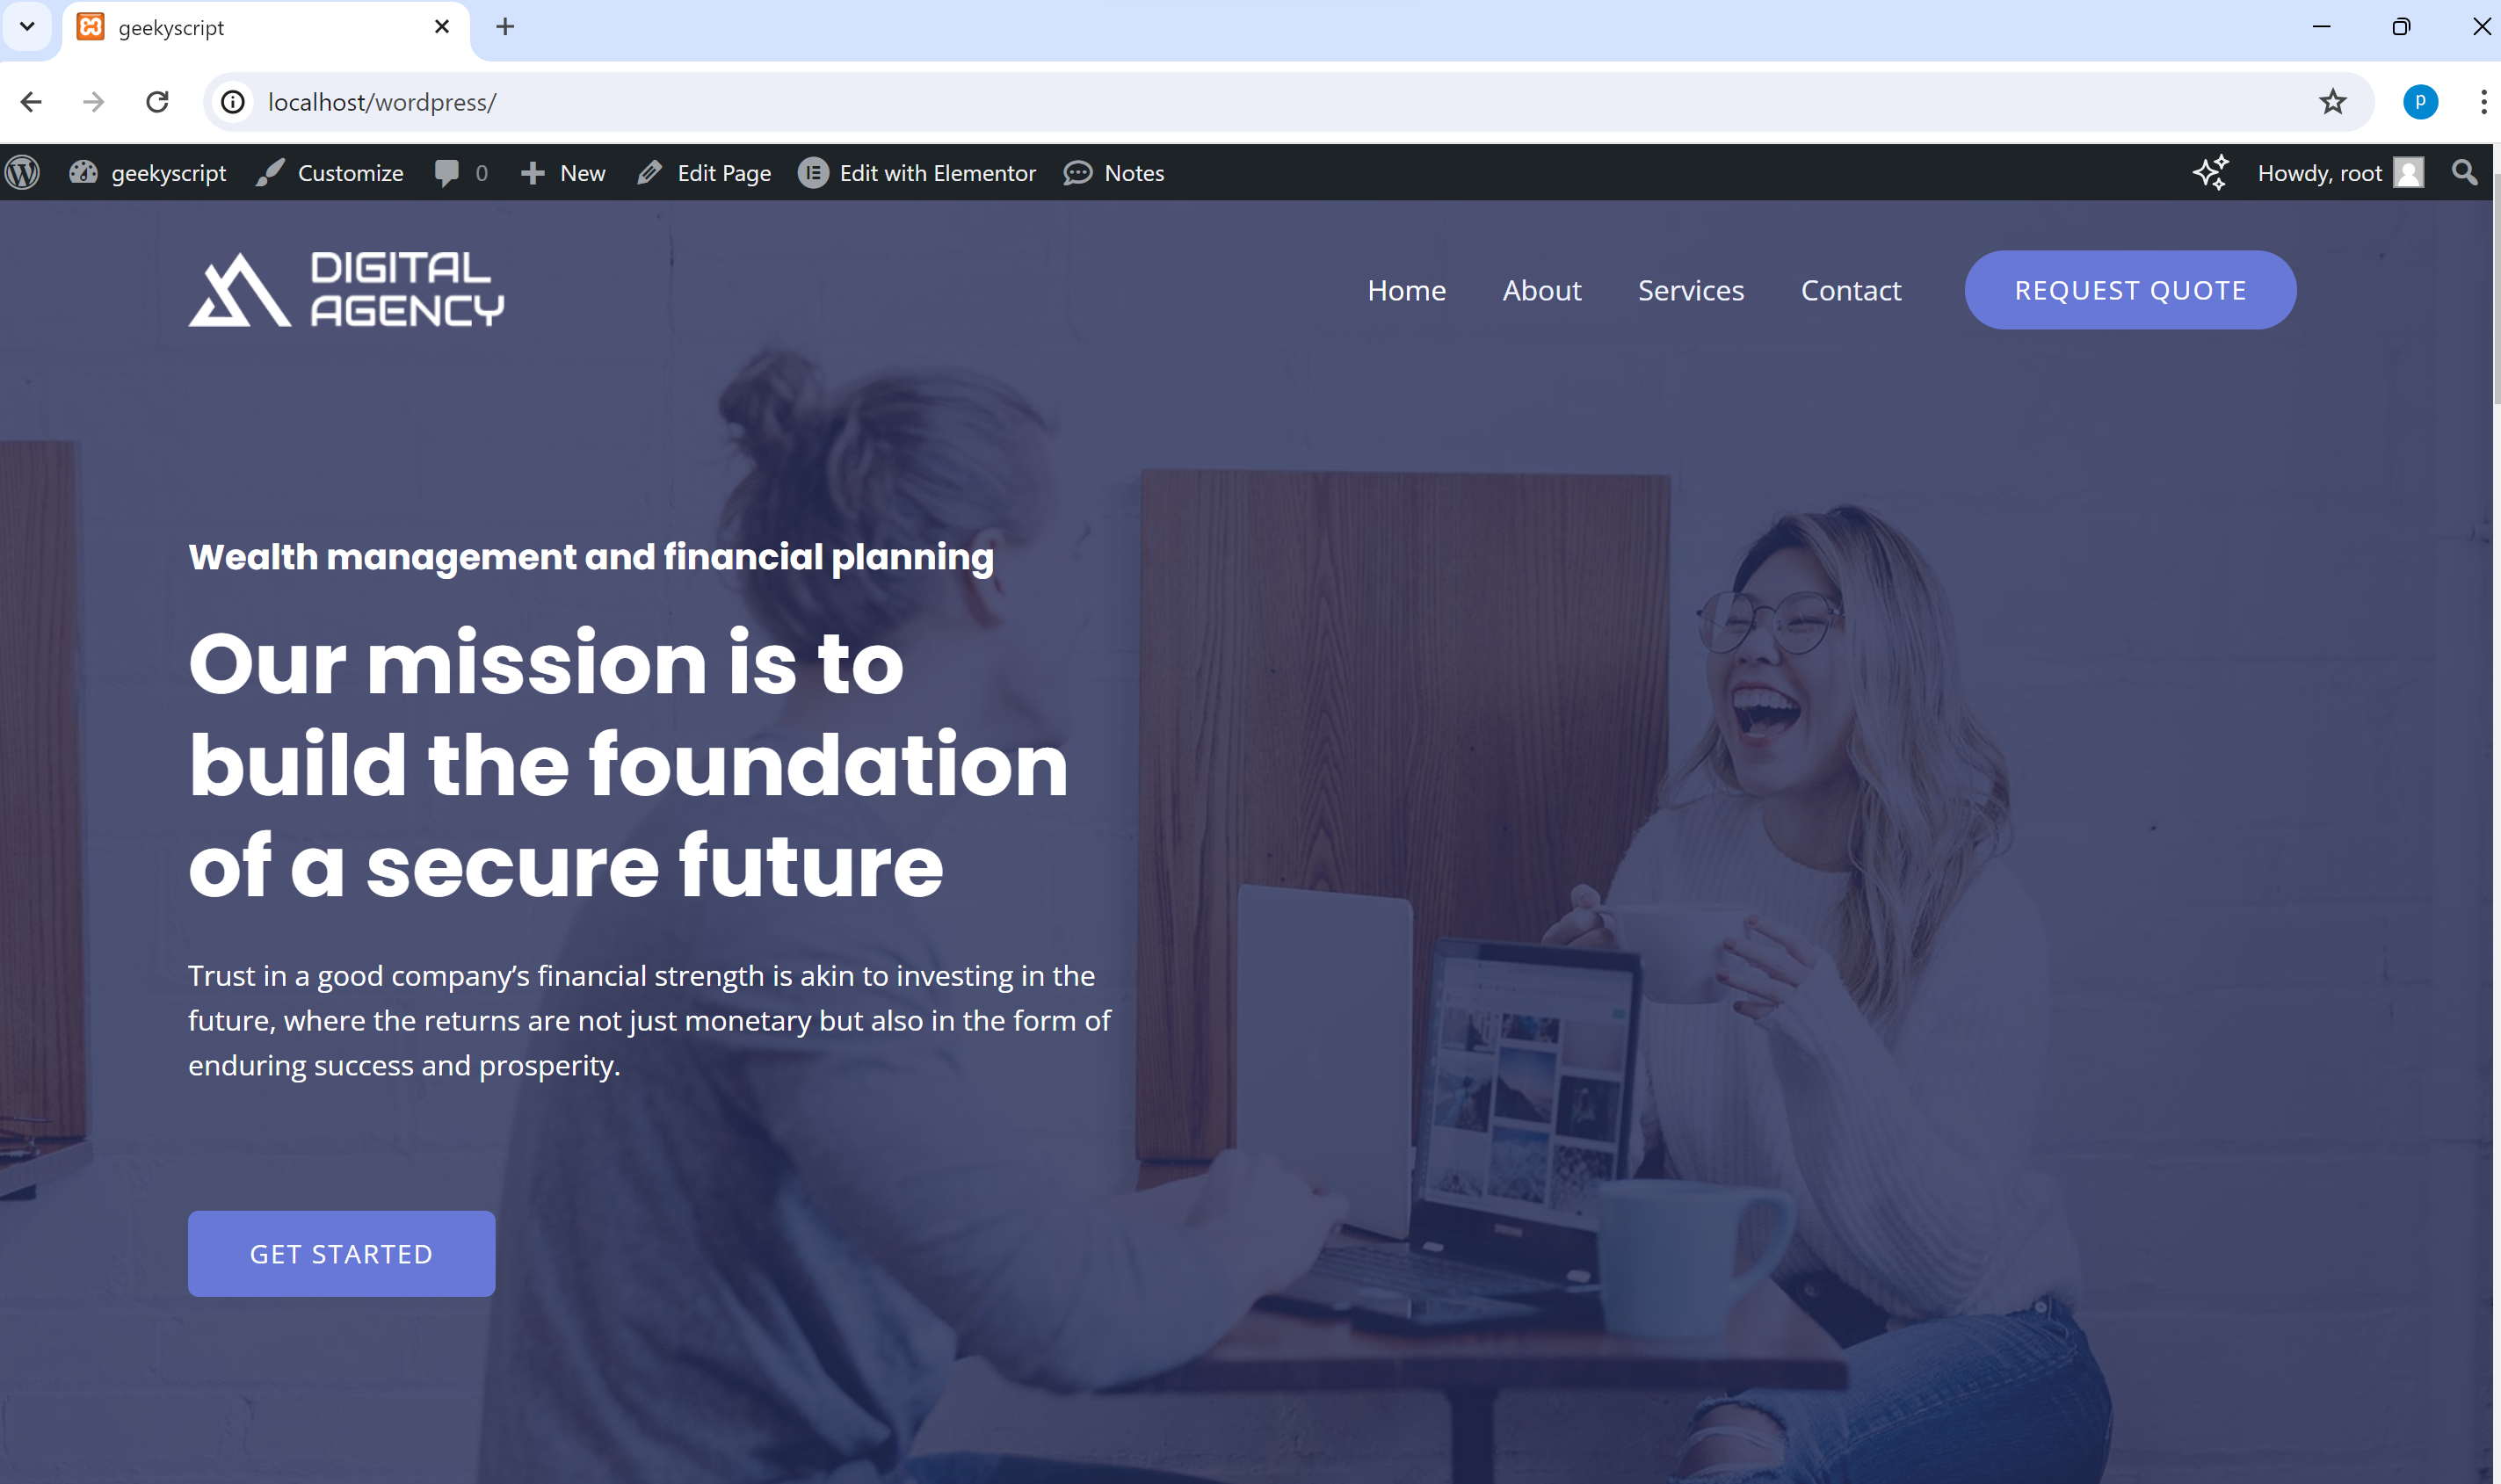 geekyscript
localhost/wordpress/
geekyscript Customize 0 New Edit Page Edit with Elementor Notes Howdy, root
DIGITAL
AGENCY
Home About Services Contact REQUEST QUOTE
Wealth management and financial planning
Our mission is to
build the foundation
of a secure future
Trust in a good company’s financial strength is akin to investing in the
future, where the returns are not just monetary but also in the form of
enduring success and prosperity.
GET STARTED